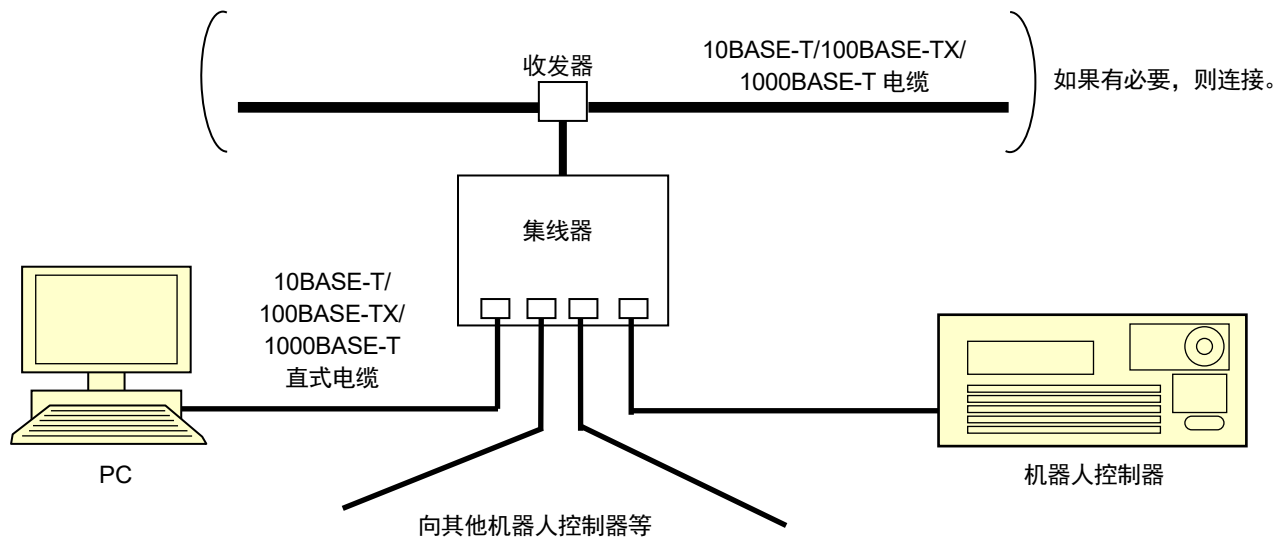 收发器
10BASE-T/100BASE-TX/
1000BASE-T 电缆
如果有必要，则连接。
集线器
10BASE-T/
100BASE-TX/
1000BASE-T
直式电缆
PC
机器人控制器
向其他机器人控制器等